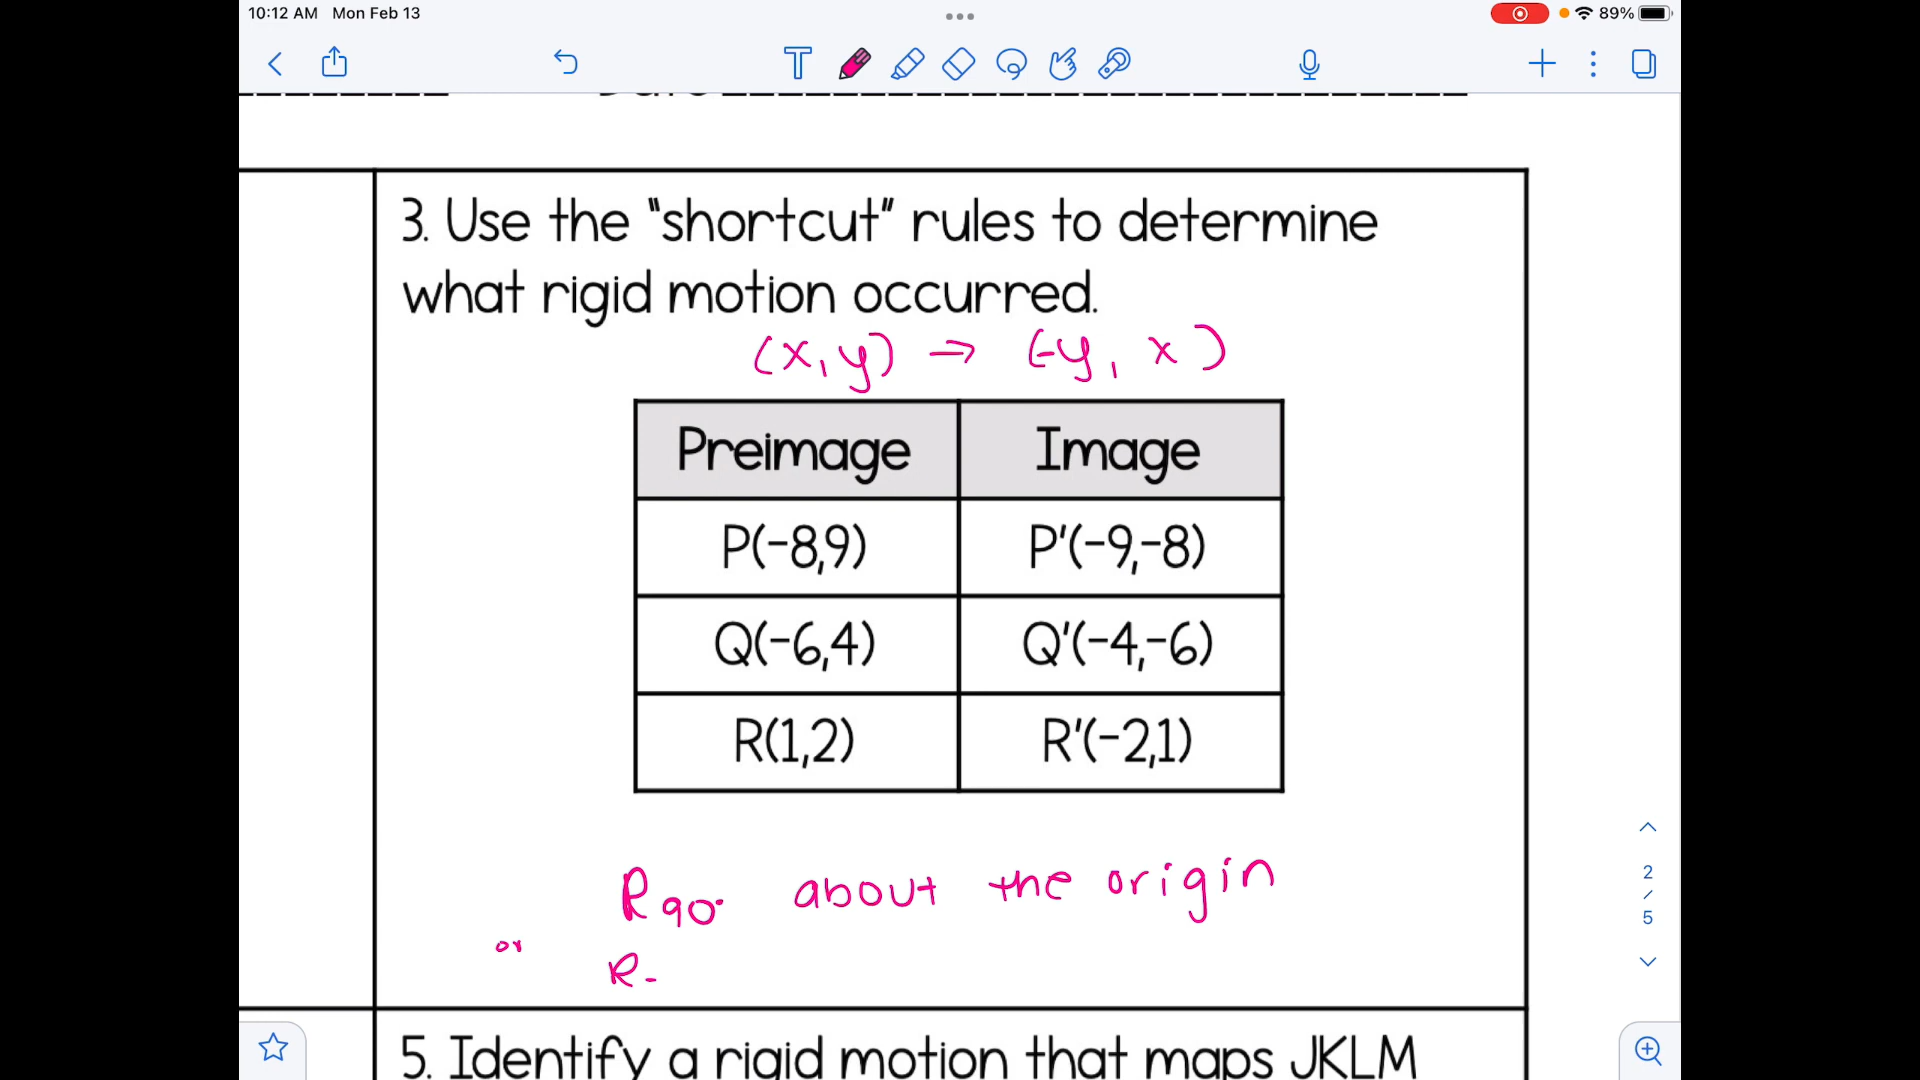 10:12 AM Mon Feb 13
89%
3. Use the "shortcut" rules to determine
what rigid motion occurred.
(x,y) → (-y, x)
Preimage Image
P(-8,9) P'(-9,-8)
Q(-6,4) Q'(-4,-6)
R(1,2) R'(-2,1)
R90° about the origin
or
R-
2
/
5
5. Identify a rigid motion that maps JKLM